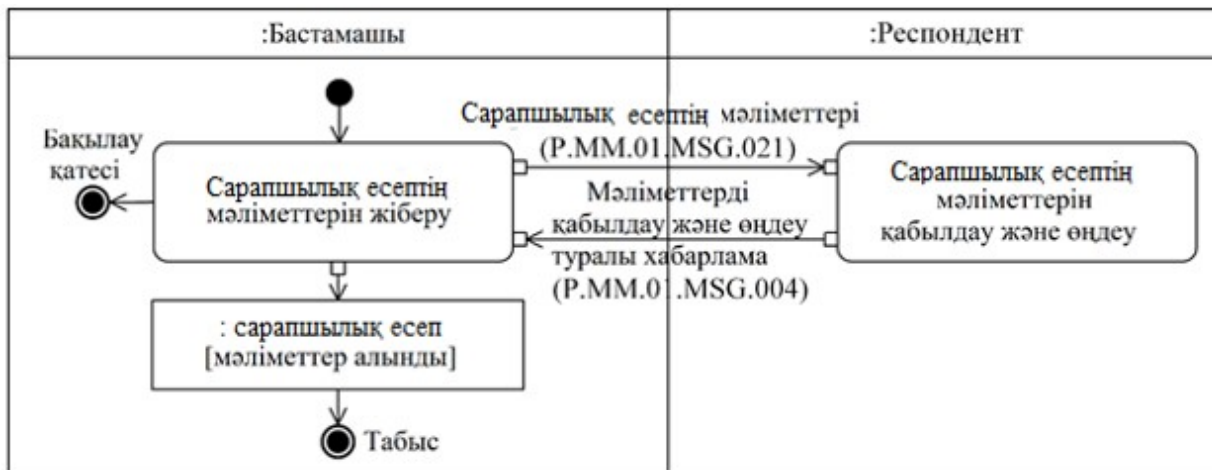 :Бастамашы
:Респондент
Бақылау
қатесі
Сарапшылық есептің
мәліметтерін жіберу
Сарапшылық есептің мәліметтері
(P.MM.01.MSG.021)
Мәліметтерді
қабылдау және өңдеу
туралы хабарлама
(P.MM.01.MSG.004)
Сарапшылық есептің
мәліметтерін
қабылдау және өңдеу
: сарапшылық есеп
[мәліметтер алынды]
Табыс